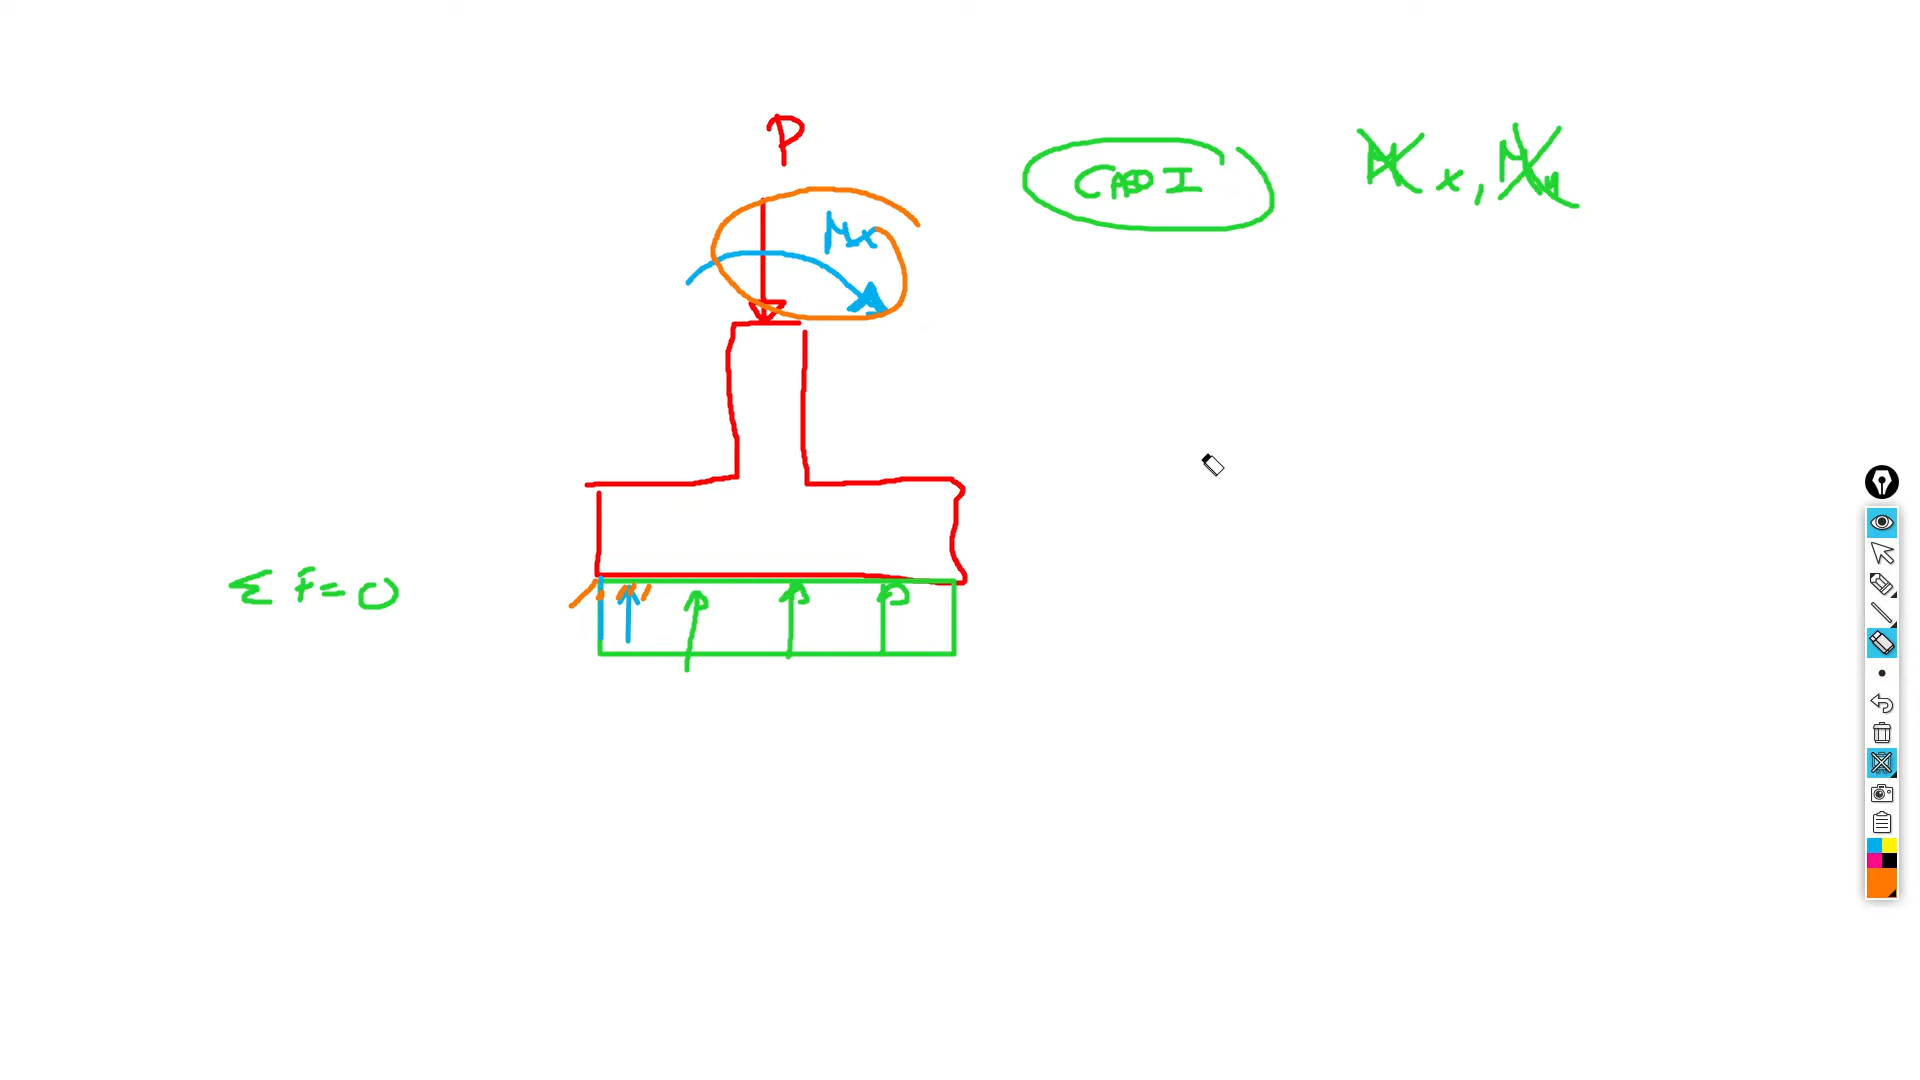 P
CASO I
Mx, My
Mx
Σ F = 0